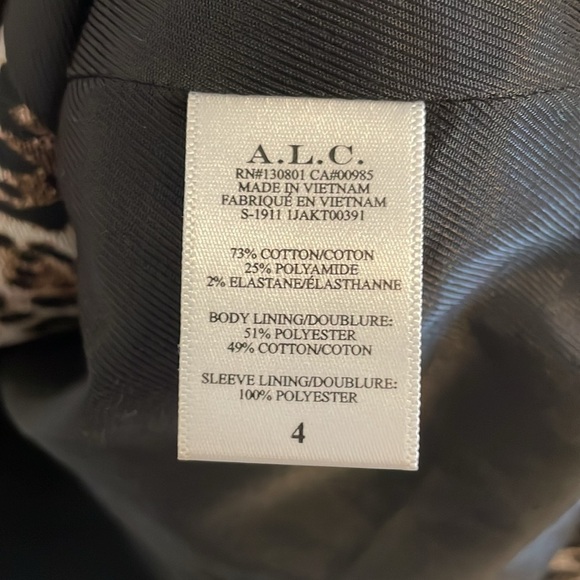 A.L.C.
RN#130801 CA#00985
MADE IN VIETNAM
FABRIQUÉ EN VIETNAM
S-1911 1JAKT00391
73% COTTON/COTON
25% POLYAMIDE
2% ELASTANE/ÉLASTHANNE
BODY LINING/DOUBLURE:
51% POLYESTER
49% COTTON/COTON
SLEEVE LINING/DOUBLURE:
100% POLYESTER
4